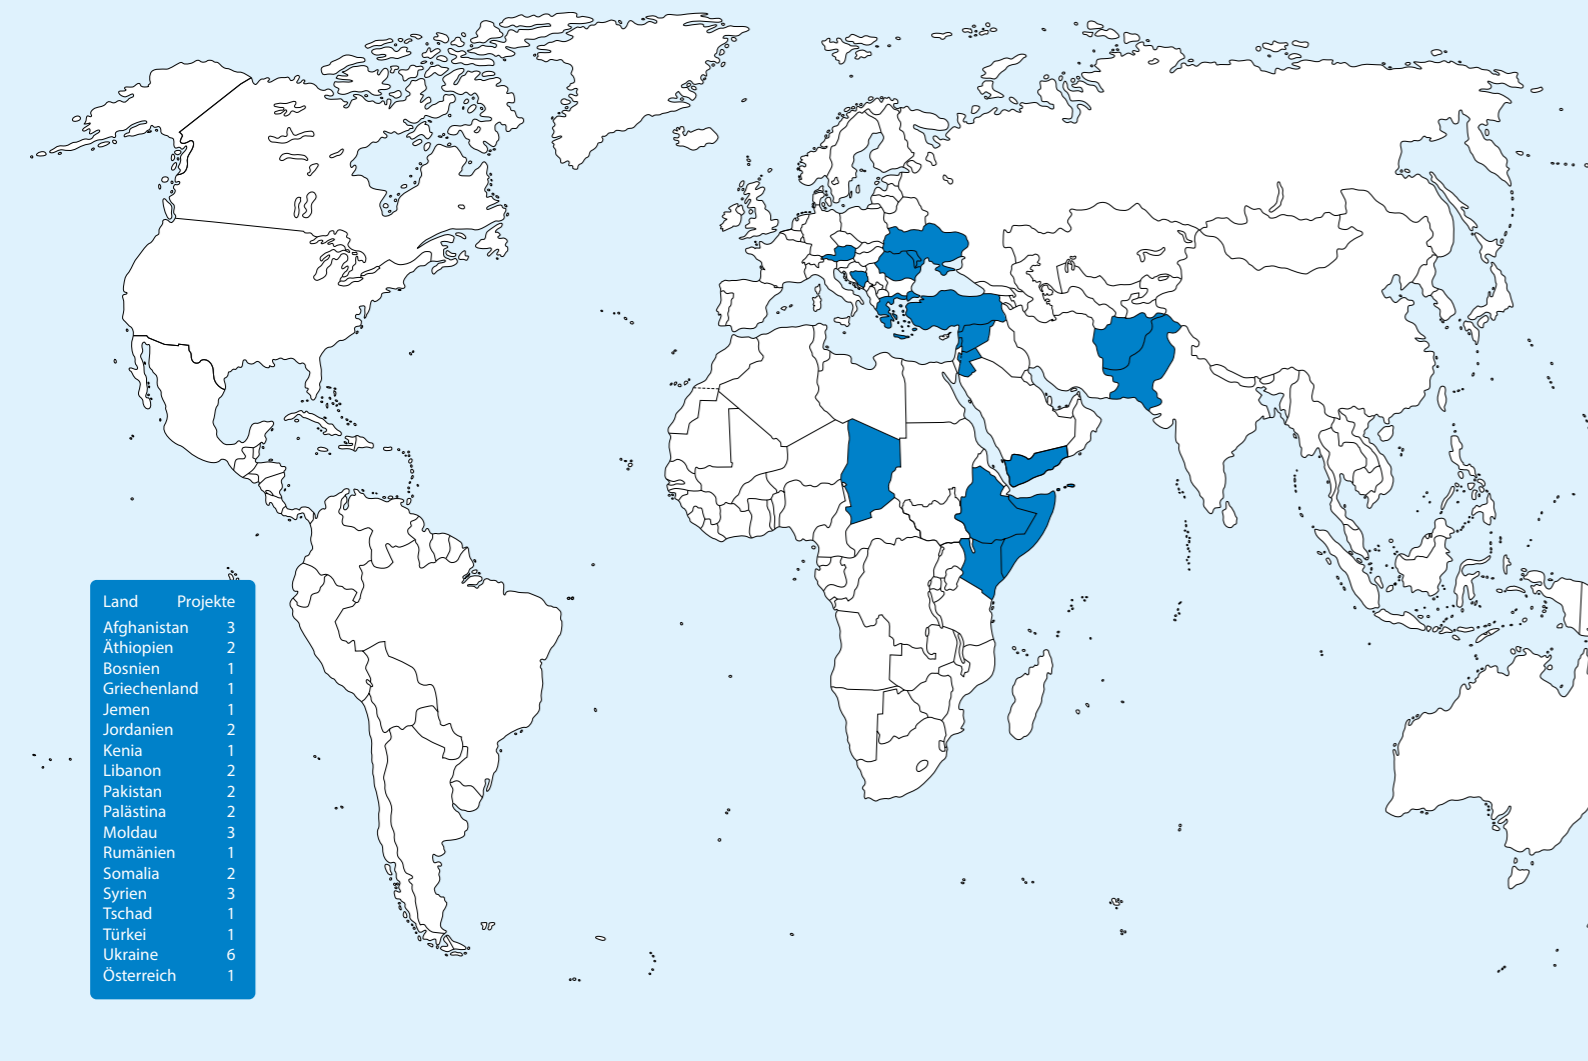 Land Projekte
Afghanistan 3
Äthiopien 2
Bosnien 1
Griechenland 1
Jemen 1
Jordanien 2
Kenia 1
Libanon 2
Pakistan 2
Palästina 2
Moldau 3
Rumänien 1
Somalia 2
Syrien 3
Tschad 1
Türkei 1
Ukraine 6
Österreich 1